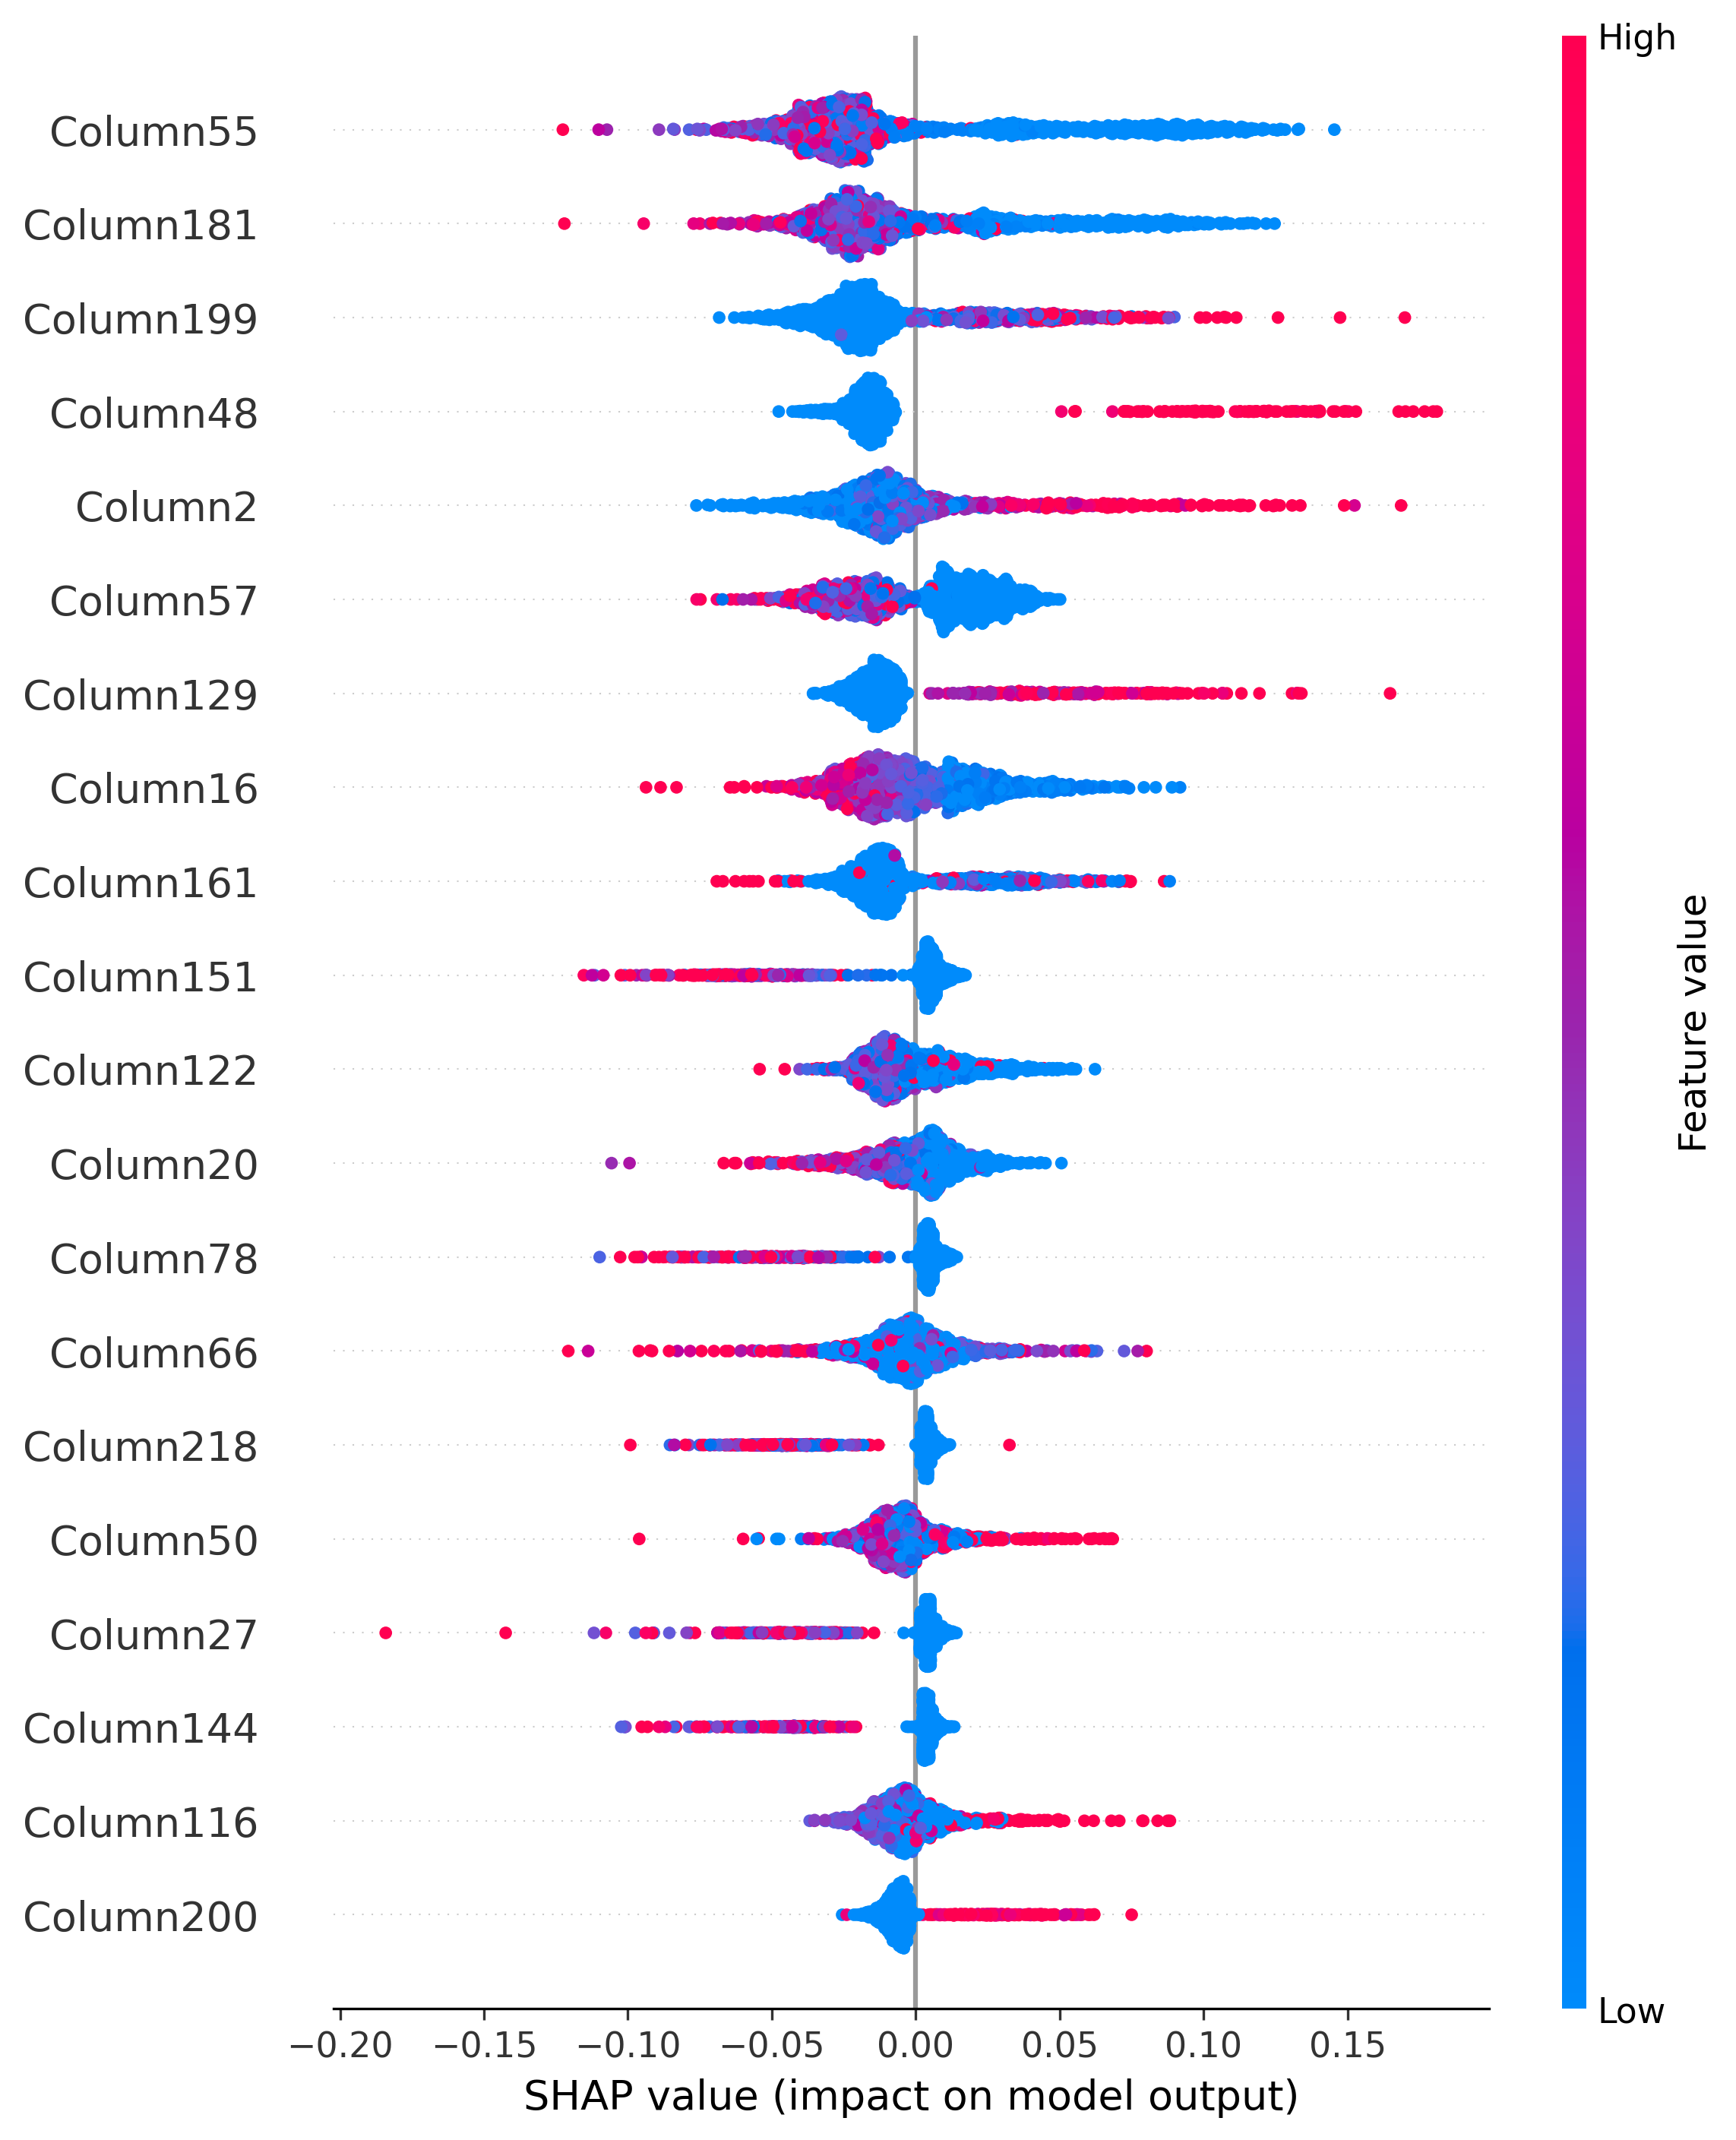 High
Column55
Column181
Column199
Column48
Column2
Column57
Column129
Column16
Column161
Column151
Column122
Column20
Column78
Column66
Column218
Column50
Column27
Column144
Column116
Column200
Feature value
Low
−0.20 −0.15 −0.10 −0.05 0.00 0.05 0.10 0.15
SHAP value (impact on model output)